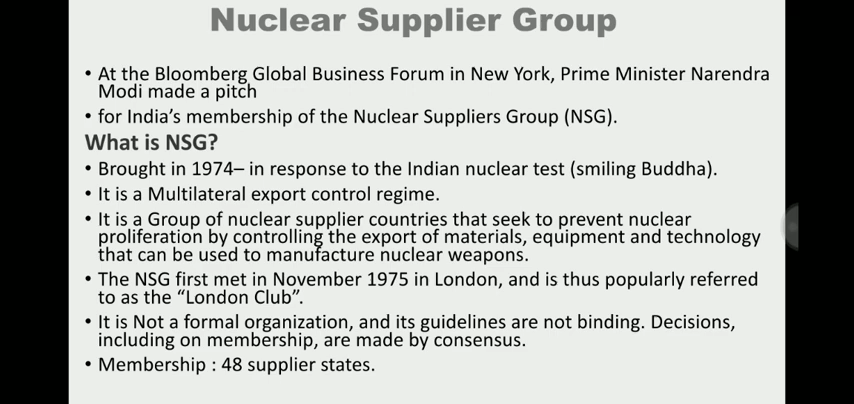 Nuclear Supplier Group
• At the Bloomberg Global Business Forum in New York, Prime Minister Narendra
Modi made a pitch
• for India’s membership of the Nuclear Suppliers Group (NSG).
What is NSG?
• Brought in 1974– in response to the Indian nuclear test (smiling Buddha).
• It is a Multilateral export control regime.
• It is a Group of nuclear supplier countries that seek to prevent nuclear
proliferation by controlling the export of materials, equipment and technology
that can be used to manufacture nuclear weapons.
• The NSG first met in November 1975 in London, and is thus popularly referred
to as the “London Club”.
• It is Not a formal organization, and its guidelines are not binding. Decisions,
including on membership, are made by consensus.
• Membership : 48 supplier states.